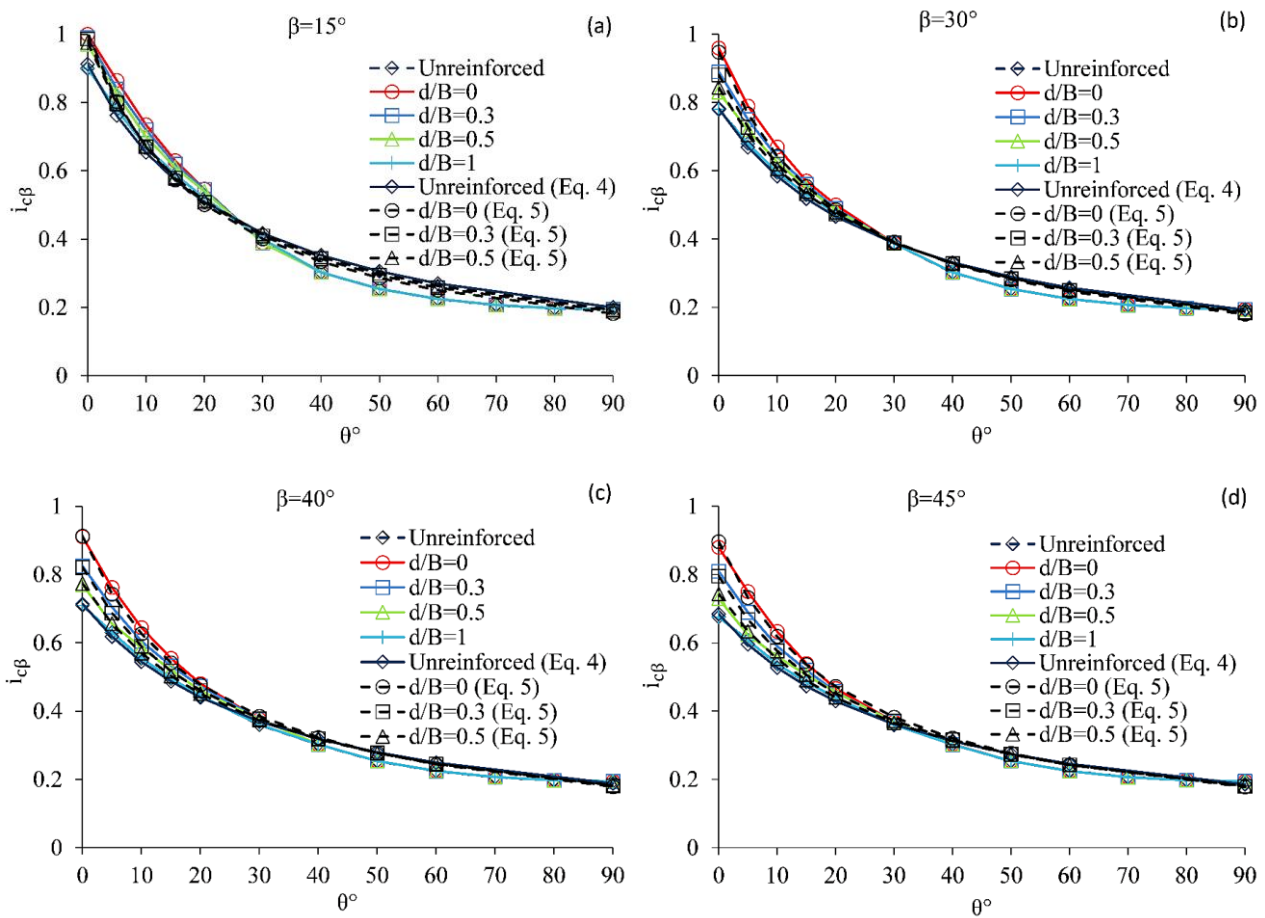 β=15°
(a)
1
0.8
0.6
0.4
0.2
0
i_cβ
0 10 20 30 40 50 60 70 80 90
θ°
Unreinforced
d/B=0
d/B=0.3
d/B=0.5
d/B=1
Unreinforced (Eq. 4)
d/B=0 (Eq. 5)
d/B=0.3 (Eq. 5)
d/B=0.5 (Eq. 5)
β=30°
(b)
1
0.8
0.6
0.4
0.2
0
i_cβ
0 10 20 30 40 50 60 70 80 90
θ°
Unreinforced
d/B=0
d/B=0.3
d/B=0.5
d/B=1
Unreinforced (Eq. 4)
d/B=0 (Eq. 5)
d/B=0.3 (Eq. 5)
d/B=0.5 (Eq. 5)
β=40°
(c)
1
0.8
0.6
0.4
0.2
0
i_cβ
0 10 20 30 40 50 60 70 80 90
θ°
Unreinforced
d/B=0
d/B=0.3
d/B=0.5
d/B=1
Unreinforced (Eq. 4)
d/B=0 (Eq. 5)
d/B=0.3 (Eq. 5)
d/B=0.5 (Eq. 5)
β=45°
(d)
1
0.8
0.6
0.4
0.2
0
i_cβ
0 10 20 30 40 50 60 70 80 90
θ°
Unreinforced
d/B=0
d/B=0.3
d/B=0.5
d/B=1
Unreinforced (Eq. 4)
d/B=0 (Eq. 5)
d/B=0.3 (Eq. 5)
d/B=0.5 (Eq. 5)